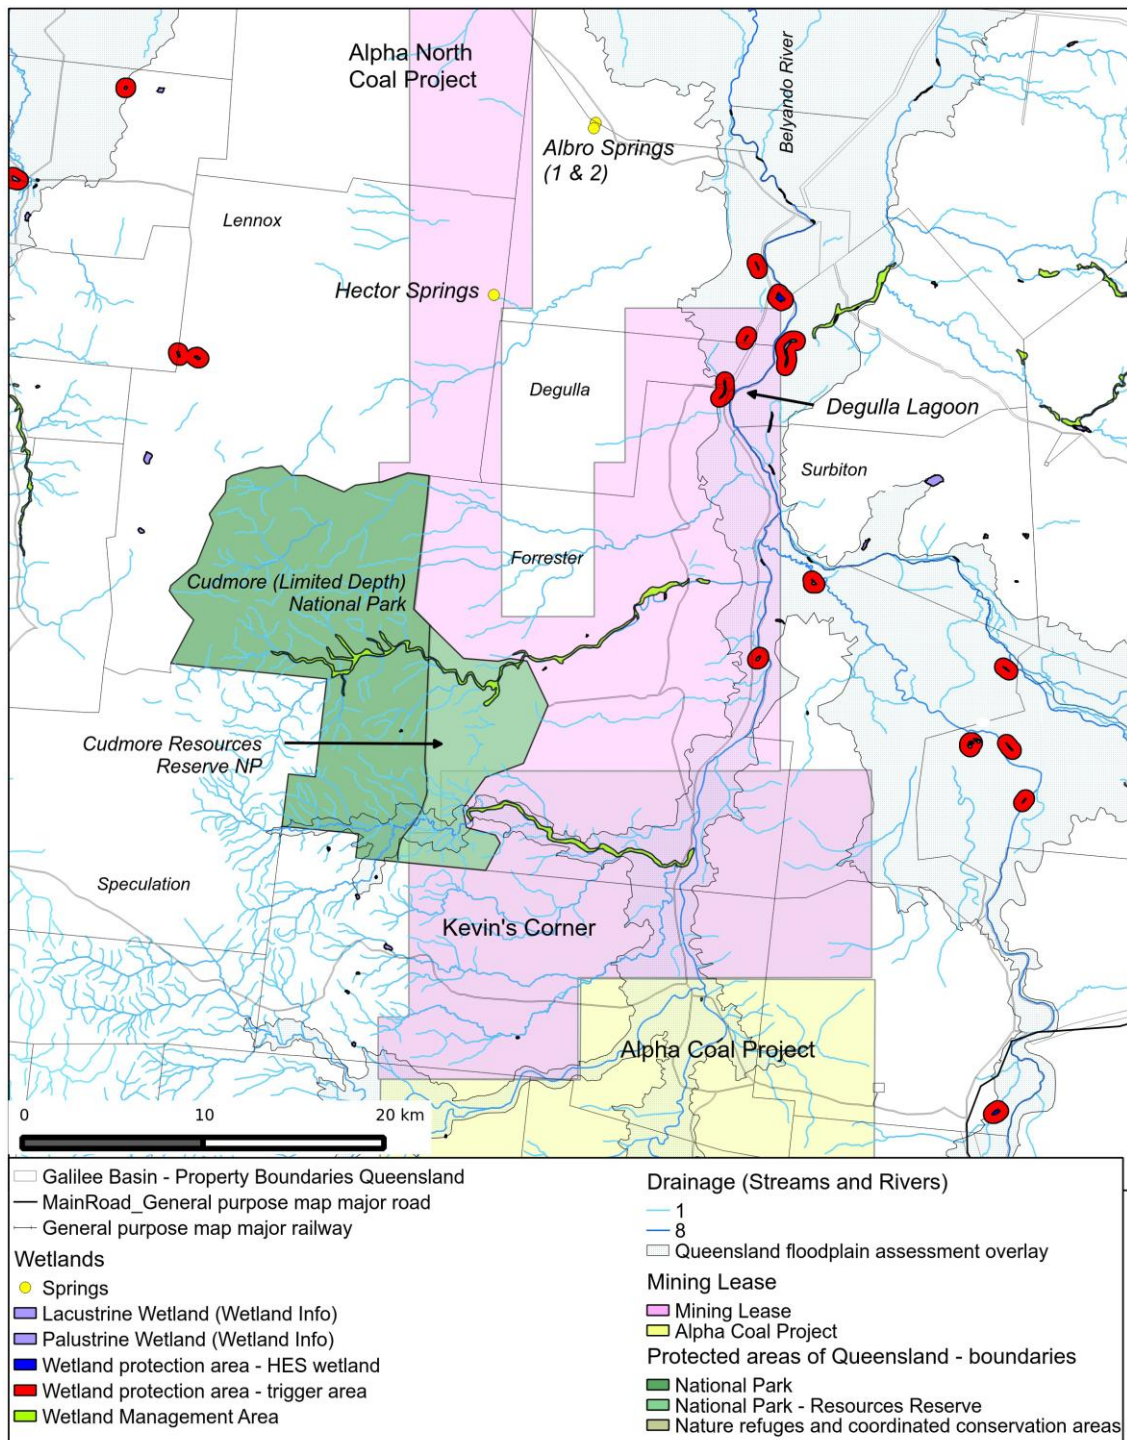 Alpha North
Coal Project
Belyando River
Albro Springs
(1 & 2)
Lennox
Hector Springs
Degulla
Degulla Lagoon
Surbiton
Forrester
Cudmore (Limited Depth)
National Park
Cudmore Resources
Reserve NP
Speculation
Kevin's Corner
Alpha Coal Project
0 10 20 km
Galilee Basin - Property Boundaries Queensland
MainRoad_General purpose map major road
General purpose map major railway
Wetlands
Springs
Lacustrine Wetland (Wetland Info)
Palustrine Wetland (Wetland Info)
Wetland protection area - HES wetland
Wetland protection area - trigger area
Wetland Management Area
Drainage (Streams and Rivers)
1
8
Queensland floodplain assessment overlay
Mining Lease
Mining Lease
Alpha Coal Project
Protected areas of Queensland - boundaries
National Park
National Park - Resources Reserve
Nature refuges and coordinated conservation areas